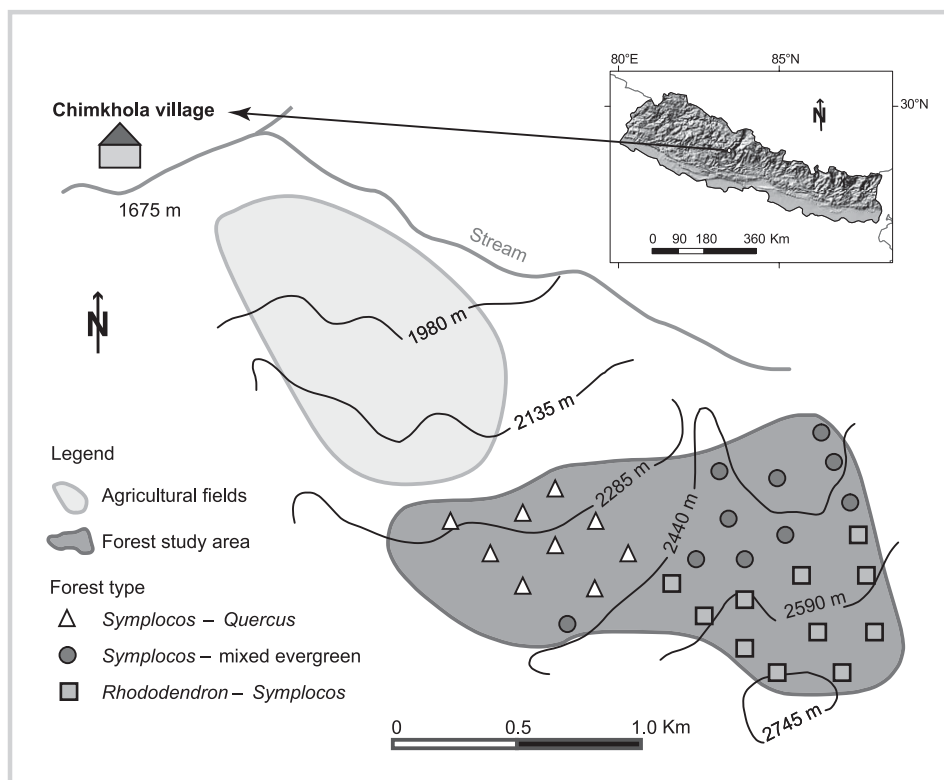 80°E 85°N
30°N
N
0 90 180 360 Km
Chimkhola village
1675 m
Stream
N
1980 m
2135 m
2285 m
2440 m
2590 m
2745 m
Legend
Agricultural fields
Forest study area
Forest type
Symplocos – Quercus
Symplocos – mixed evergreen
Rhododendron – Symplocos
0 0.5 1.0 Km